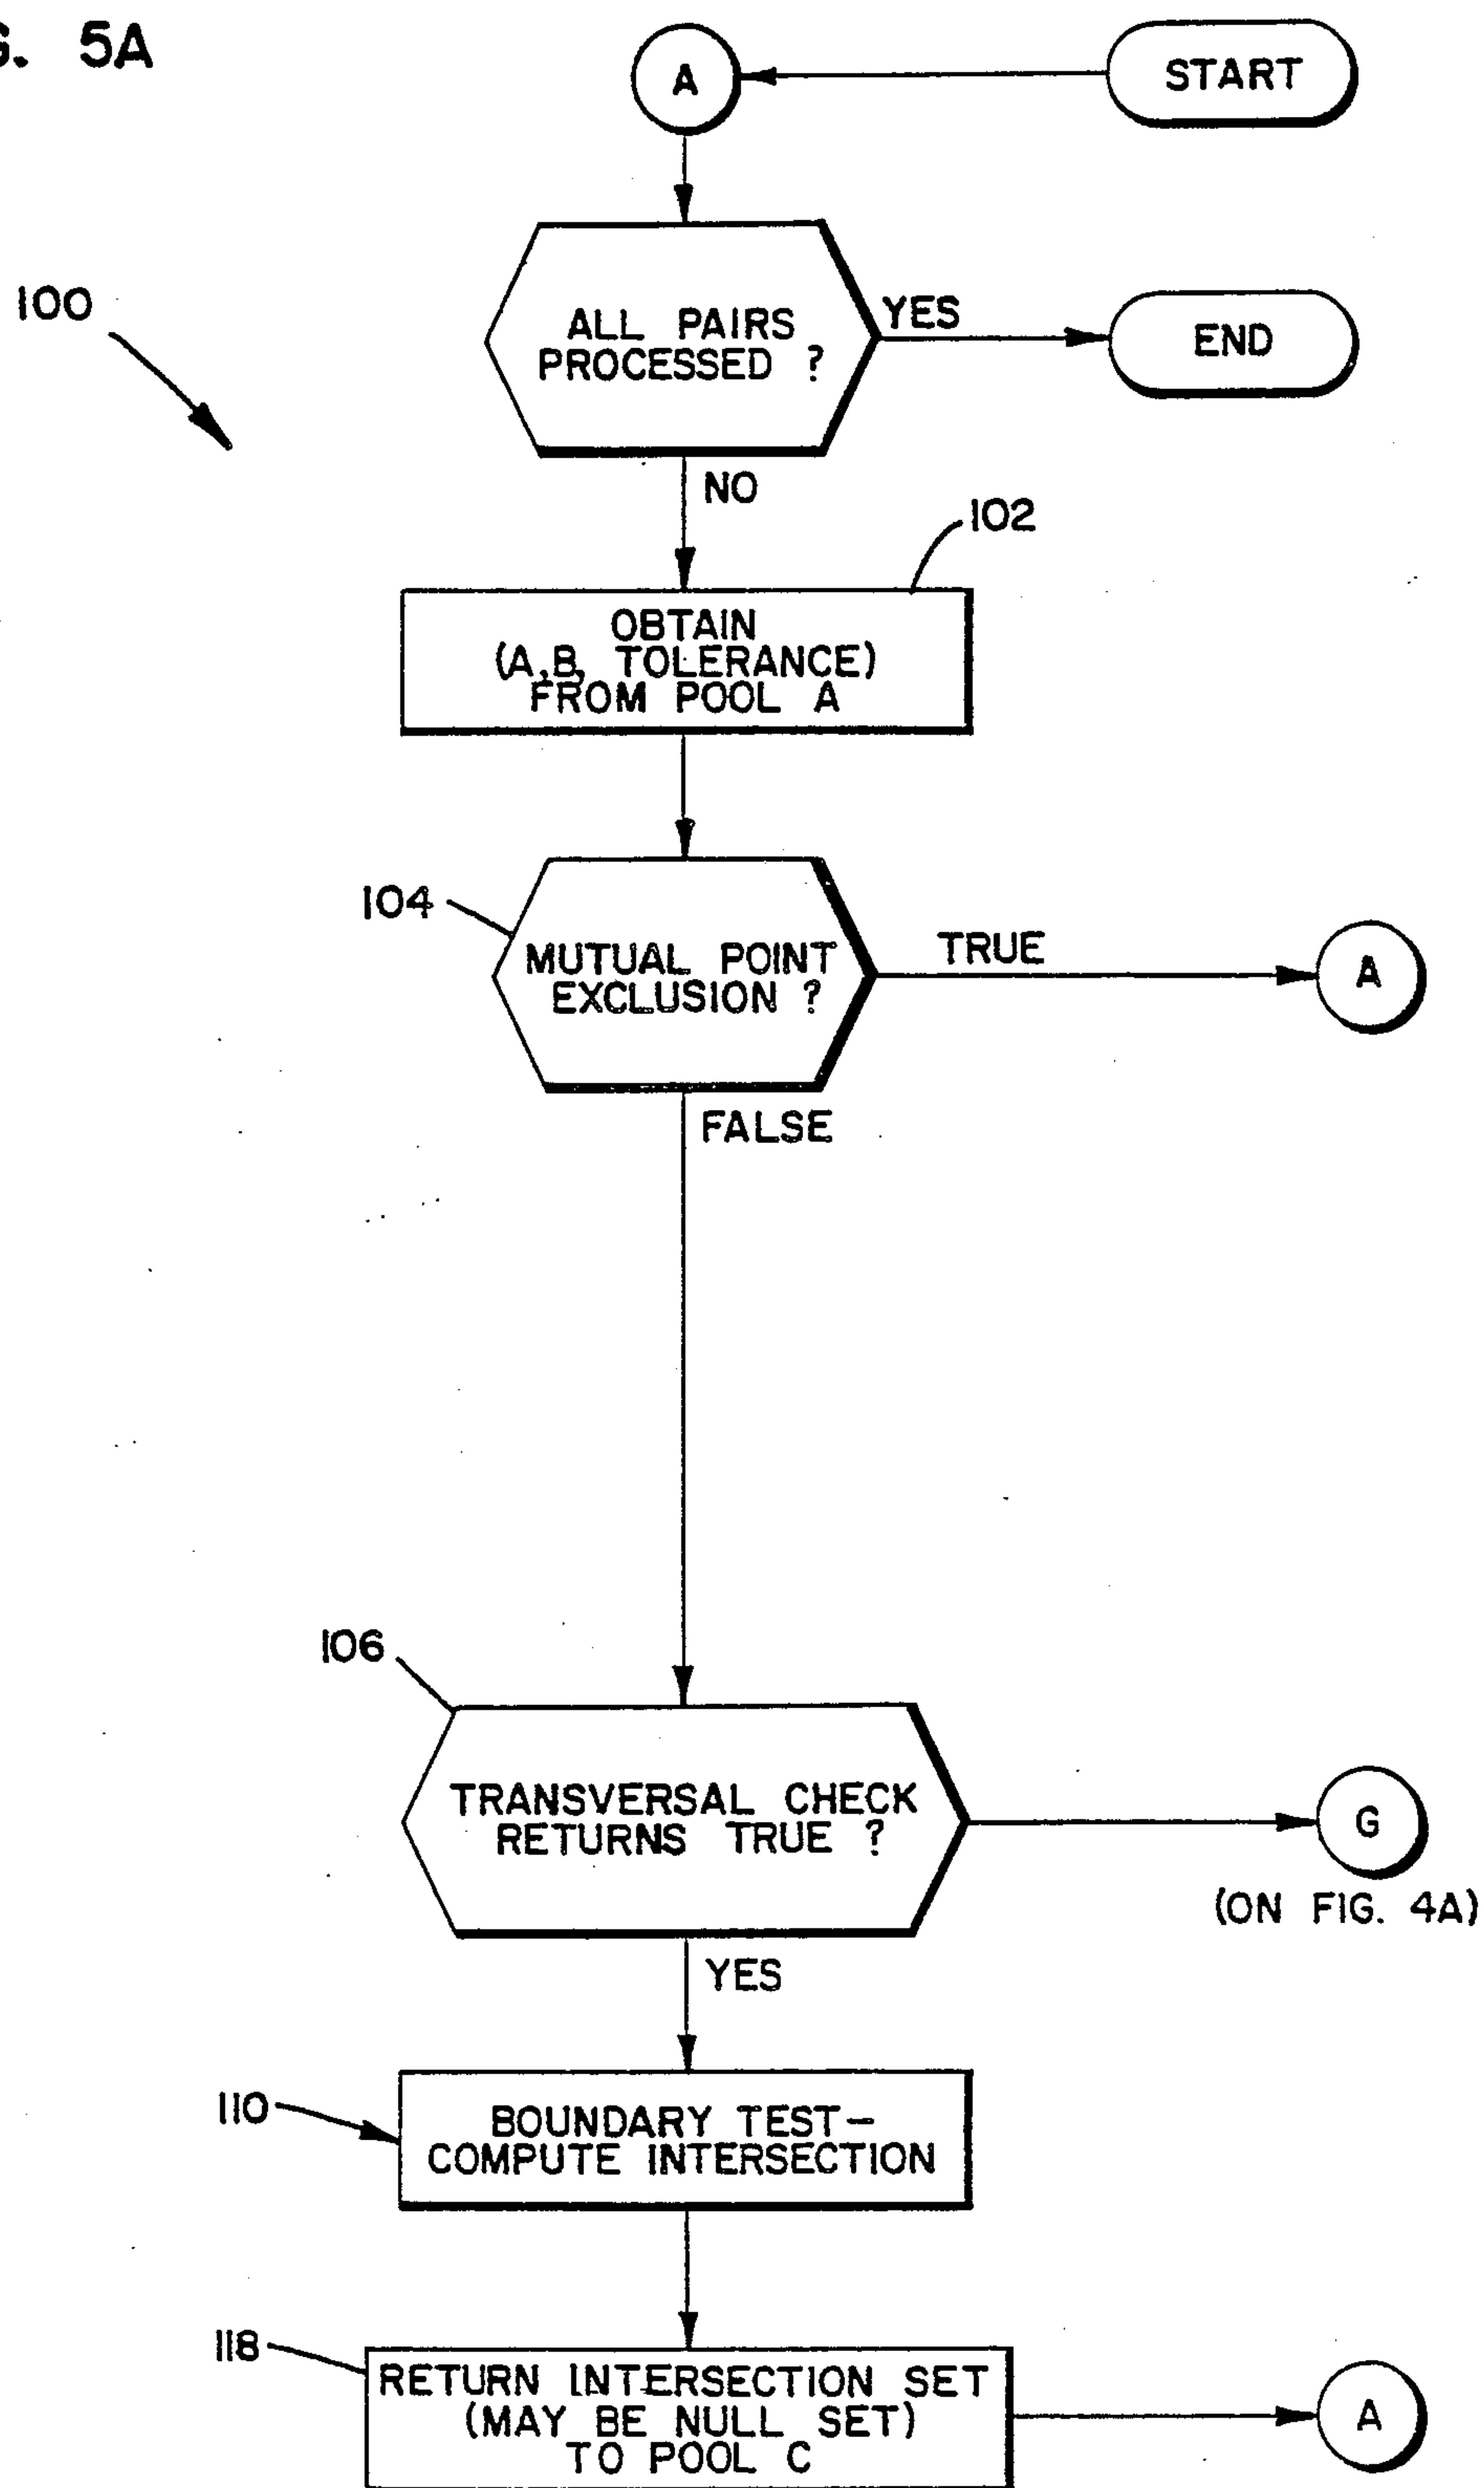 G. 5A
A
START
100
ALL PAIRS
PROCESSED ?
YES
END
NO
102
OBTAIN
(A,B, TOLERANCE)
FROM POOL A
104
MUTUAL POINT
EXCLUSION ?
TRUE
A
FALSE
106
TRANSVERSAL CHECK
RETURNS TRUE ?
G
(ON FIG. 4A)
YES
110
BOUNDARY TEST-
COMPUTE INTERSECTION
118
RETURN INTERSECTION SET
(MAY BE NULL SET)
TO POOL C
A